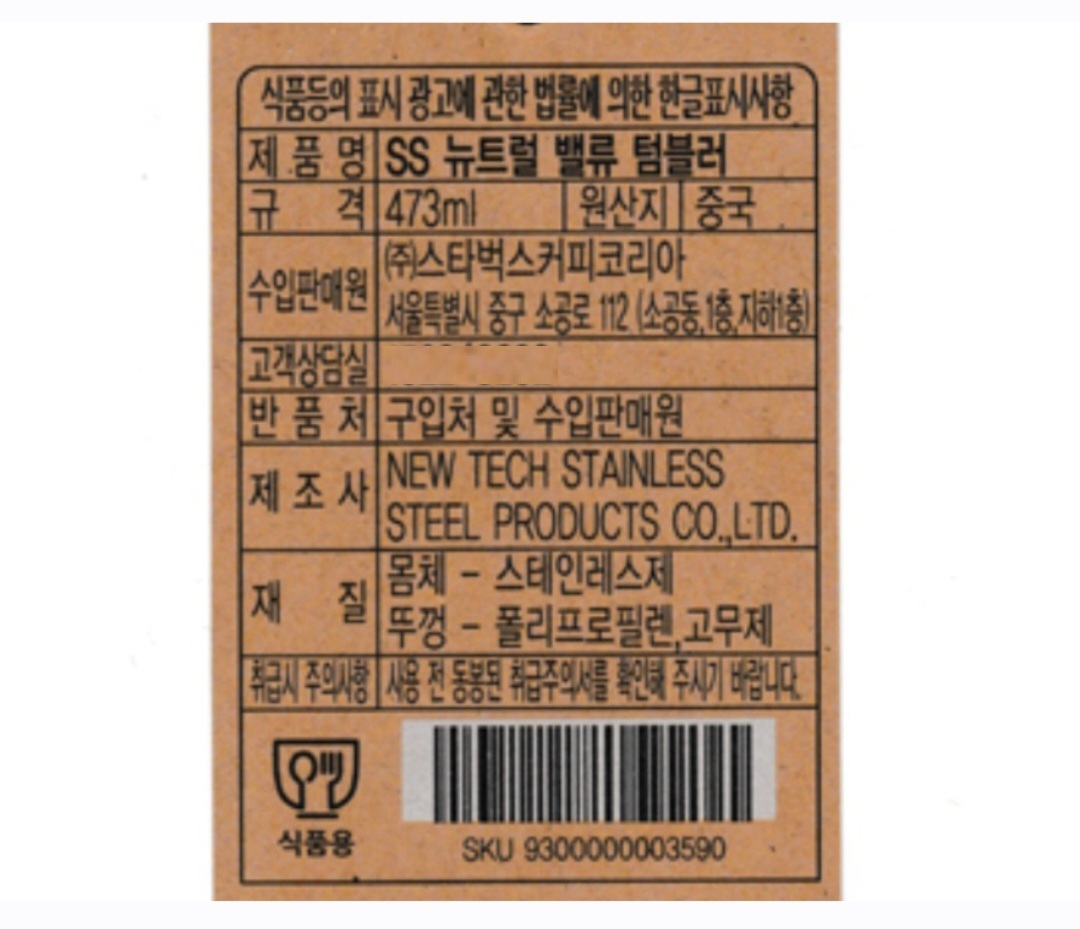 식품등의 표시 광고에 관한 법률에 의한 한글표시사항
제 품 명 SS 뉴트럴 밸류 텀블러
규 격 473ml 원산지 중국
수입판매원 ㈜스타벅스커피코리아
서울특별시 중구 소공로 112 (소공동,1층,지하1층)
고객상담실
반 품 처 구입처 및 수입판매원
제 조 사 NEW TECH STAINLESS
STEEL PRODUCTS CO.,LTD.
재 질 몸체 - 스테인레스제
뚜껑 - 폴리프로필렌,고무제
취급시 주의사항 사용 전 동봉된 취급주의서를 확인해 주시기 바랍니다.
식품용
SKU 9300000003590